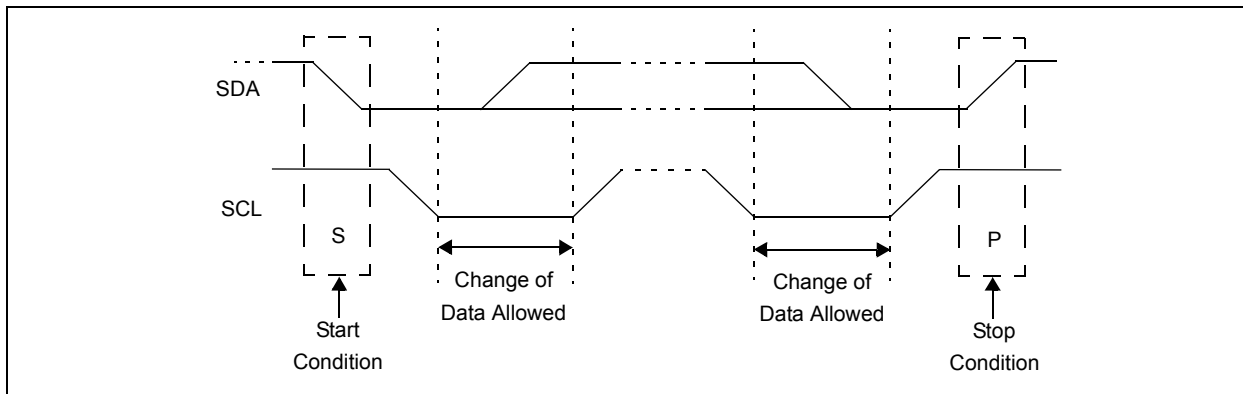 SDA
SCL
S
P
Change of
Data Allowed
Change of
Data Allowed
Start
Condition
Stop
Condition